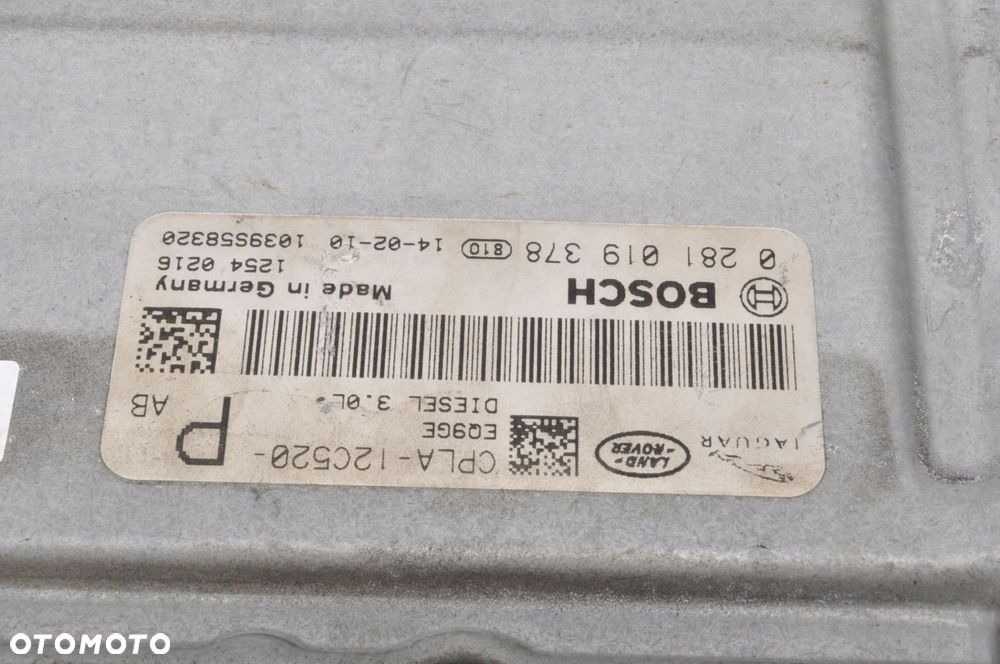 JAGUAR
LAND-
ROVER
CPLA-12C520-
EQ9GE
DIESEL 3.0L
P
AB
BOSCH
Made in Germany
1254 0216
0 281 019 378 810 14-02-10 1039S58320
OTOMOTO